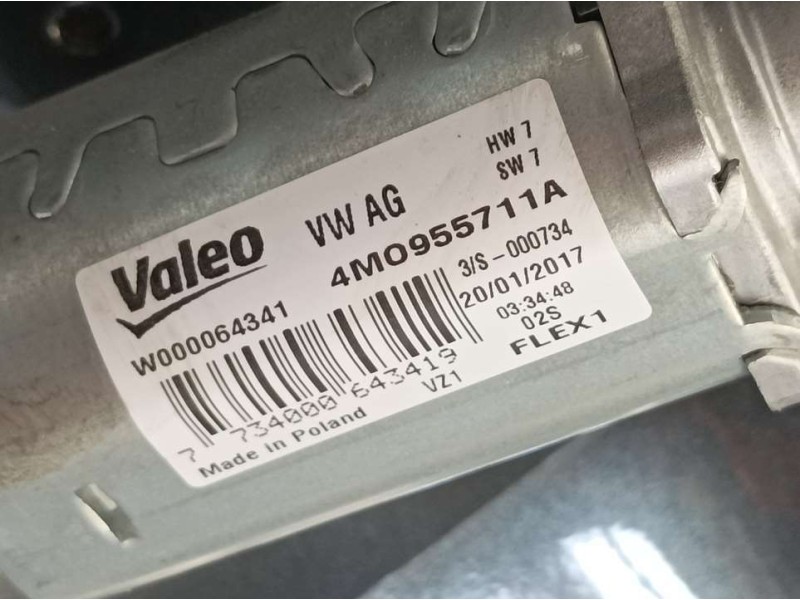 Valeo
VW AG
HW 7
SW 7
4M0955711A
W000064341
3/S-000734
20/01/2017
03:34:48
02S
FLEX1
7 734000 643419
VZ1
Made in Poland